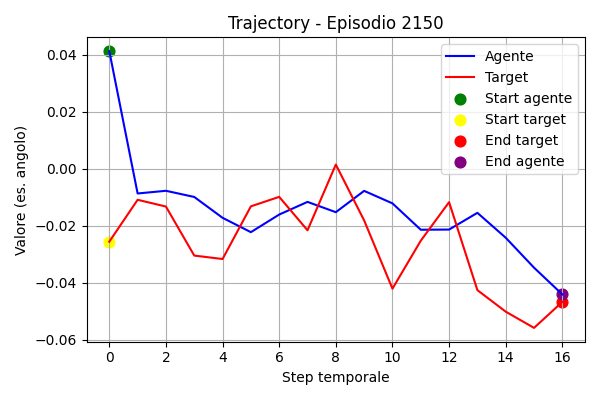 Trajectory - Episodio 2150
Valore (es. angolo)
0.04
0.02
0.00
−0.02
−0.04
−0.06
Agente
Target
Start agente
Start target
End target
End agente
0 2 4 6 8 10 12 14 16
Step temporale